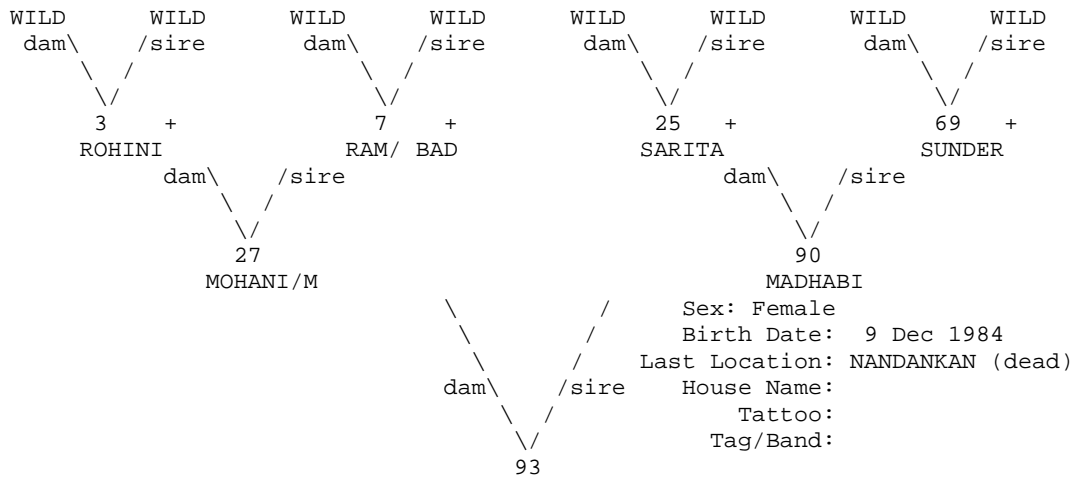 WILD WILD WILD WILD WILD WILD WILD WILD
dam\ /sire dam\ /sire dam\ /sire dam\ /sire
\ / \ / \ / \ /
\/ \/ \/ \/
3 + 7 + 25 + 69 +
ROHINI RAM/ BAD SARITA SUNDER
dam\ /sire dam\ /sire
\ / \ /
\/ \/
27 90
MOHANI/M MADHABI
\ / Sex: Female
\ / Birth Date: 9 Dec 1984
\ / Last Location: NANDANKAN (dead)
dam\ /sire House Name:
\ / Tattoo:
\/ Tag/Band:
93